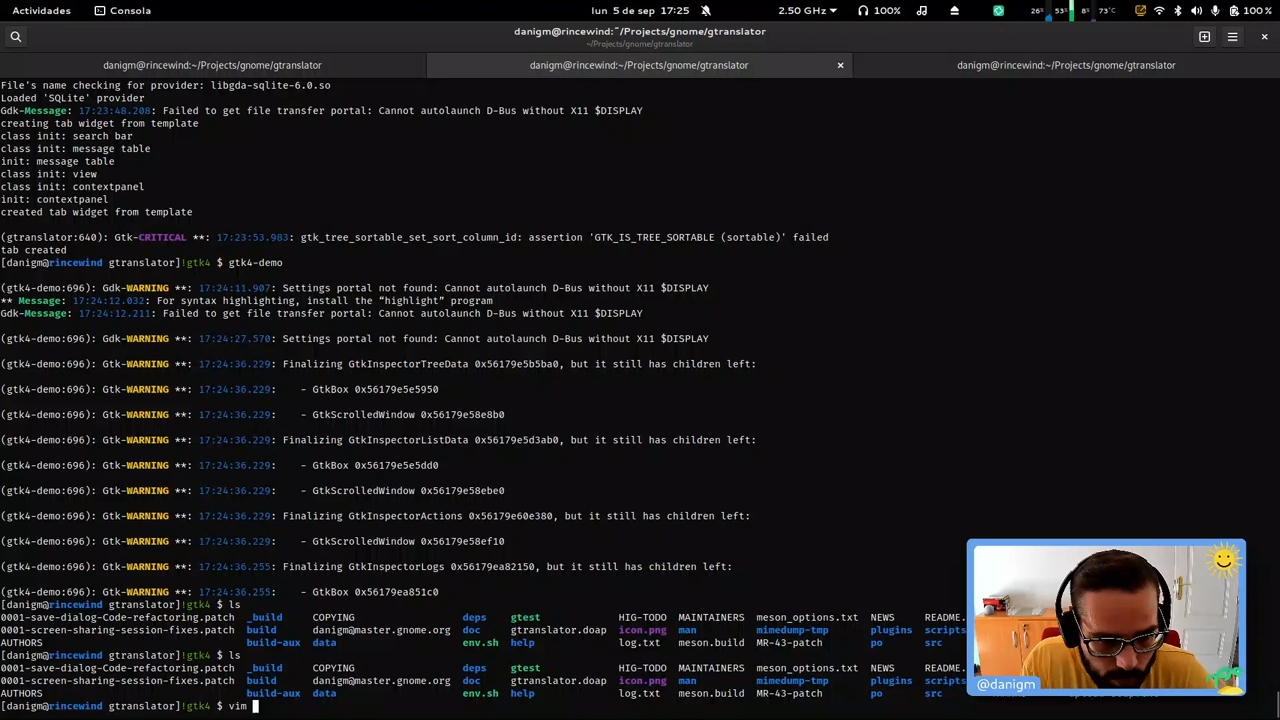 Actividades Consola lun 5 de sep 17:25 2.50 GHz 100% 26% 53% 8% 73°C 100 %
danigm@rincewind:~/Projects/gnome/gtranslator
~/Projects/gnome/gtranslator
danigm@rincewind:~/Projects/gnome/gtranslator danigm@rincewind:~/Projects/gnome/gtranslator danigm@rincewind:~/Projects/gnome/gtranslator
File's name checking for provider: libgda-sqlite-6.0.so
Loaded 'SQLite' provider
Gdk-Message: 17:23:48.208: Failed to get file transfer portal: Cannot autolaunch D-Bus without X11 $DISPLAY
creating tab widget from template
class init: search bar
class init: message table
init: message table
class init: view
class init: contextpanel
init: contextpanel
created tab widget from template
(gtranslator:640): Gtk-CRITICAL **: 17:23:53.983: gtk_tree_sortable_set_sort_column_id: assertion 'GTK_IS_TREE_SORTABLE (sortable)' failed
tab created
[danigm@rincewind gtranslator]!gtk4 $ gtk4-demo
(gtk4-demo:696): Gdk-WARNING **: 17:24:11.907: Settings portal not found: Cannot autolaunch D-Bus without X11 $DISPLAY
** Message: 17:24:12.032: For syntax highlighting, install the “highlight” program
Gdk-Message: 17:24:12.211: Failed to get file transfer portal: Cannot autolaunch D-Bus without X11 $DISPLAY
(gtk4-demo:696): Gdk-WARNING **: 17:24:27.570: Settings portal not found: Cannot autolaunch D-Bus without X11 $DISPLAY
(gtk4-demo:696): Gtk-WARNING **: 17:24:36.229: Finalizing GtkInspectorTreeData 0x56179e5b5ba0, but it still has children left:
(gtk4-demo:696): Gtk-WARNING **: 17:24:36.229: - GtkBox 0x56179e5e5950
(gtk4-demo:696): Gtk-WARNING **: 17:24:36.229: - GtkScrolledWindow 0x56179e58e8b0
(gtk4-demo:696): Gtk-WARNING **: 17:24:36.229: Finalizing GtkInspectorListData 0x56179e5d3ab0, but it still has children left:
(gtk4-demo:696): Gtk-WARNING **: 17:24:36.229: - GtkBox 0x56179e5e5dd0
(gtk4-demo:696): Gtk-WARNING **: 17:24:36.229: - GtkScrolledWindow 0x56179e58ebe0
(gtk4-demo:696): Gtk-WARNING **: 17:24:36.229: Finalizing GtkInspectorActions 0x56179e60e380, but it still has children left:
(gtk4-demo:696): Gtk-WARNING **: 17:24:36.229: - GtkScrolledWindow 0x56179e58ef10
(gtk4-demo:696): Gtk-WARNING **: 17:24:36.255: Finalizing GtkInspectorLogs 0x56179ea82150, but it still has children left:
(gtk4-demo:696): Gtk-WARNING **: 17:24:36.255: - GtkBox 0x56179ea851c0
[danigm@rincewind gtranslator]!gtk4 $ ls
0001-save-dialog-Code-refactoring.patch _build COPYING deps gtest HIG-TODO MAINTAINERS meson_options.txt NEWS README.
0001-screen-sharing-session-fixes.patch build danigm@master.gnome.org doc gtranslator.doap icon.png man mimedump-tmp plugins scripts
AUTHORS build-aux data env.sh help log.txt meson.build MR-43-patch po src
[danigm@rincewind gtranslator]!gtk4 $ ls
0001-save-dialog-Code-refactoring.patch _build COPYING deps gtest HIG-TODO MAINTAINERS meson_options.txt NEWS README.
0001-screen-sharing-session-fixes.patch build danigm@master.gnome.org doc gtranslator.doap icon.png man mimedump-tmp plugins scripts
AUTHORS build-aux data env.sh help log.txt meson.build MR-43-patch po src
[danigm@rincewind gtranslator]!gtk4 $ vim
@danigm